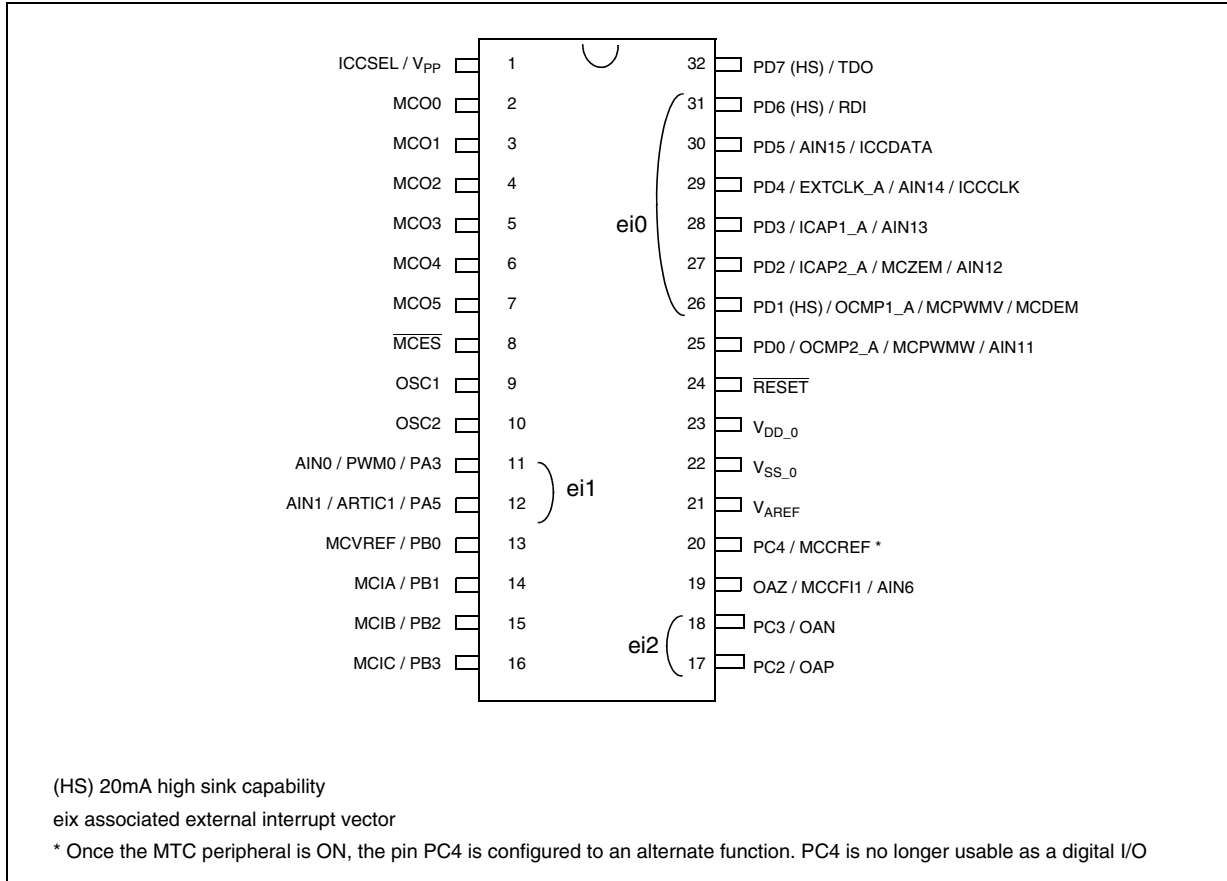 ICCSEL / VPP 1
MCO0 2
MCO1 3
MCO2 4
MCO3 5
MCO4 6
MCO5 7
MCES 8
OSC1 9
OSC2 10
AIN0 / PWM0 / PA3 11
AIN1 / ARTIC1 / PA5 12
ei1
MCVREF / PB0 13
MCIA / PB1 14
MCIB / PB2 15
MCIC / PB3 16
32 PD7 (HS) / TDO
31 PD6 (HS) / RDI
30 PD5 / AIN15 / ICCDATA
29 PD4 / EXTCLK_A / AIN14 / ICCCLK
ei0
28 PD3 / ICAP1_A / AIN13
27 PD2 / ICAP2_A / MCZEM / AIN12
26 PD1 (HS) / OCMP1_A / MCPWMV / MCDEM
25 PD0 / OCMP2_A / MCPWMW / AIN11
24 RESET
23 VDD_0
22 VSS_0
21 VAREF
20 PC4 / MCCREF *
19 OAZ / MCCFI1 / AIN6
18 PC3 / OAN
ei2
17 PC2 / OAP
(HS) 20mA high sink capability
eix associated external interrupt vector
* Once the MTC peripheral is ON, the pin PC4 is configured to an alternate function. PC4 is no longer usable as a digital I/O